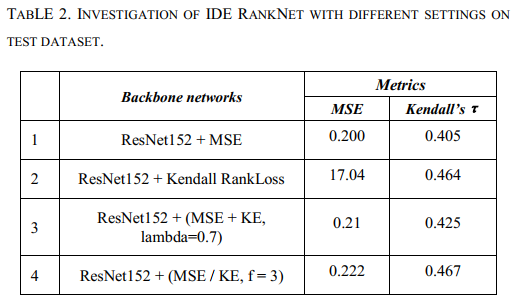 TABLE 2. INVESTIGATION OF IDE RANKNET WITH DIFFERENT SETTINGS ON
TEST DATASET.
Backbone networks
Metrics
MSE
Kendall's τ
1
ResNet152 + MSE
0.200
0.405
2
ResNet152 + Kendall RankLoss
17.04
0.464
3
ResNet152 + (MSE + KE,
lambda=0.7)
0.21
0.425
4
ResNet152 + (MSE / KE, f = 3)
0.222
0.467